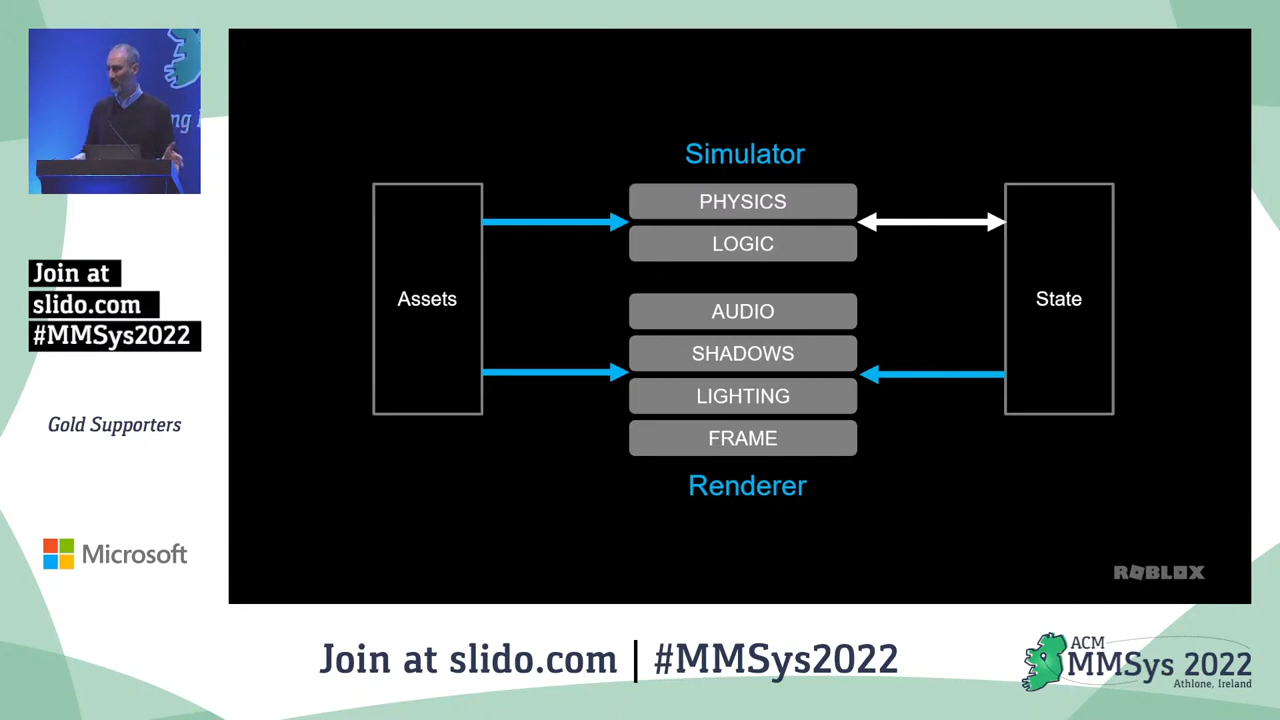 ng
Join at
slido.com
#MMSys2022
Gold Supporters
Microsoft
Simulator
PHYSICS
LOGIC
Assets
State
AUDIO
SHADOWS
LIGHTING
FRAME
Renderer
ROBLOX
Join at slido.com | #MMSys2022
ACM
MMSys 2022
Athlone, Ireland